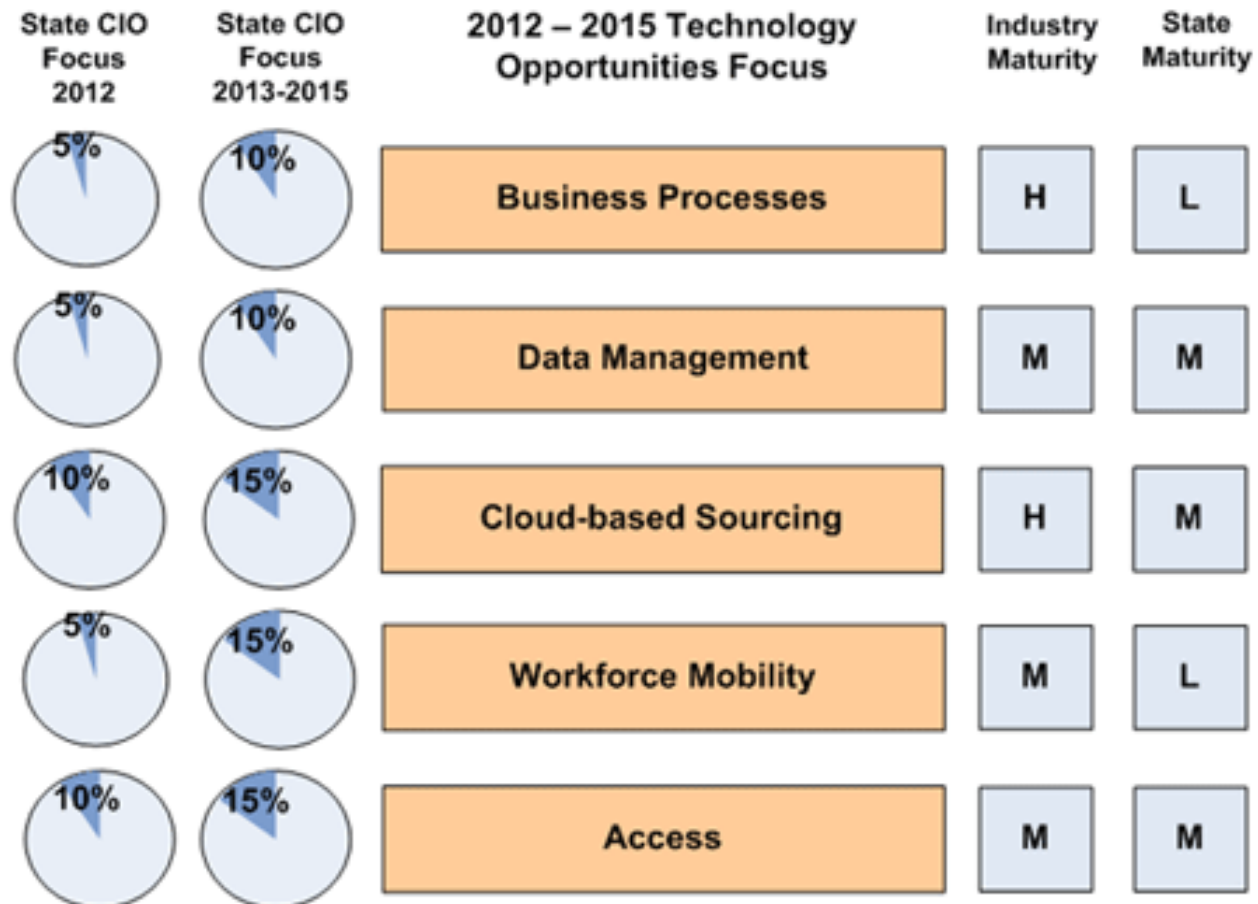 State CIO
Focus
2012
State CIO
Focus
2013-2015
2012 – 2015 Technology
Opportunities Focus
Industry
Maturity
State
Maturity
5%
10%
Business Processes
H
L
5%
10%
Data Management
M
M
10%
15%
Cloud-based Sourcing
H
M
5%
15%
Workforce Mobility
M
L
10%
15%
Access
M
M